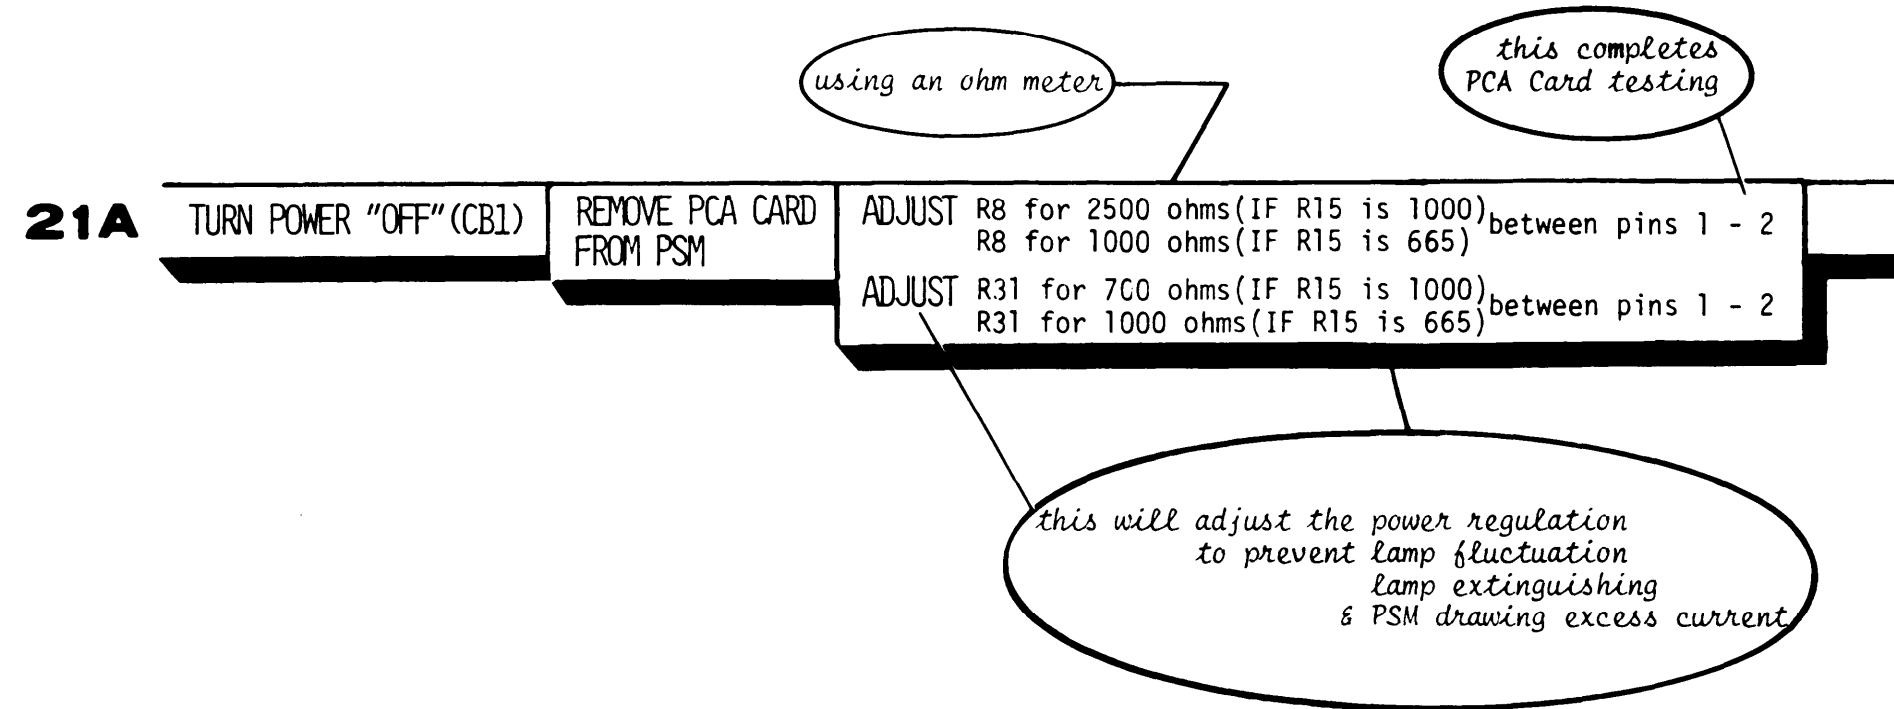 using an ohm meter
this completes
PCA Card testing
21A
TURN POWER "OFF"(CB1)
REMOVE PCA CARD
FROM PSM
ADJUST R8 for 2500 ohms(IF R15 is 1000)
R8 for 1000 ohms(IF R15 is 665)
between pins 1 - 2
ADJUST R31 for 700 ohms(IF R15 is 1000)
R31 for 1000 ohms(IF R15 is 665)
between pins 1 - 2
this will adjust the power regulation
to prevent lamp fluctuation
lamp extinguishing
& PSM drawing excess current